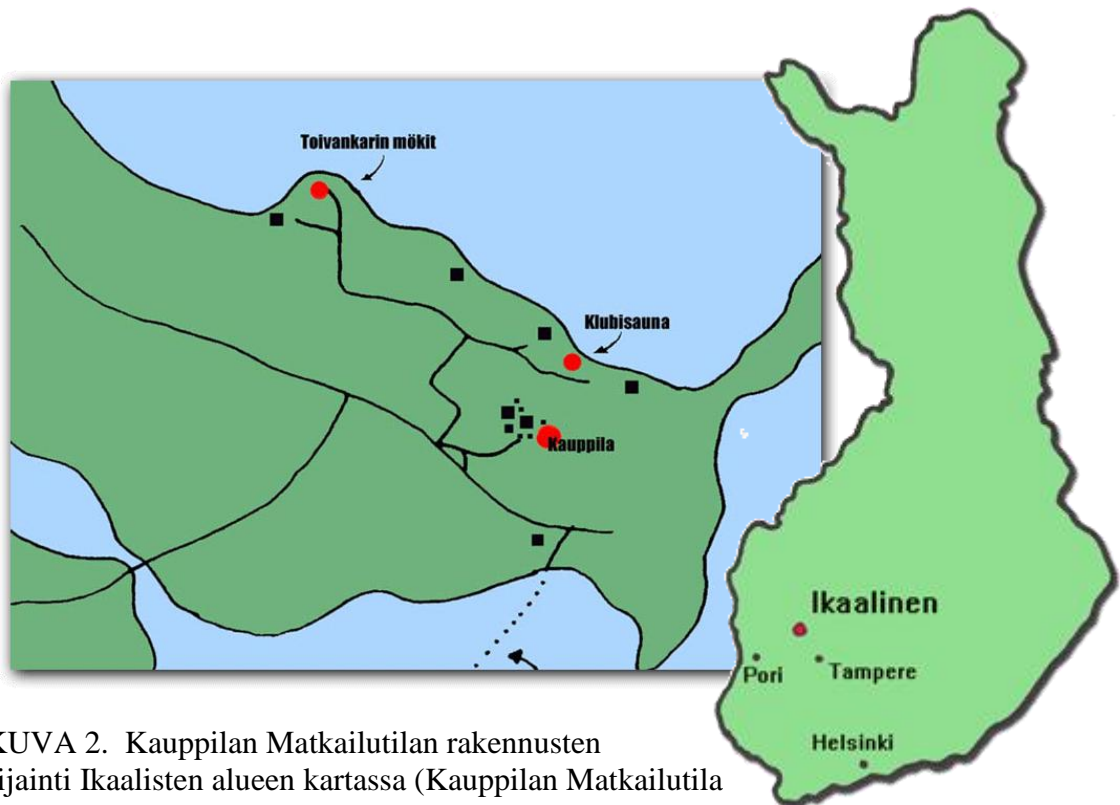 Toivankarin mökit
Klubisauna
Kauppila
Ikaalinen
Pori
Tampere
Helsinki
KUVA 2. Kauppilan Matkailutilan rakennusten
ijainti Ikaalisten alueen kartassa (Kauppilan Matkailutila